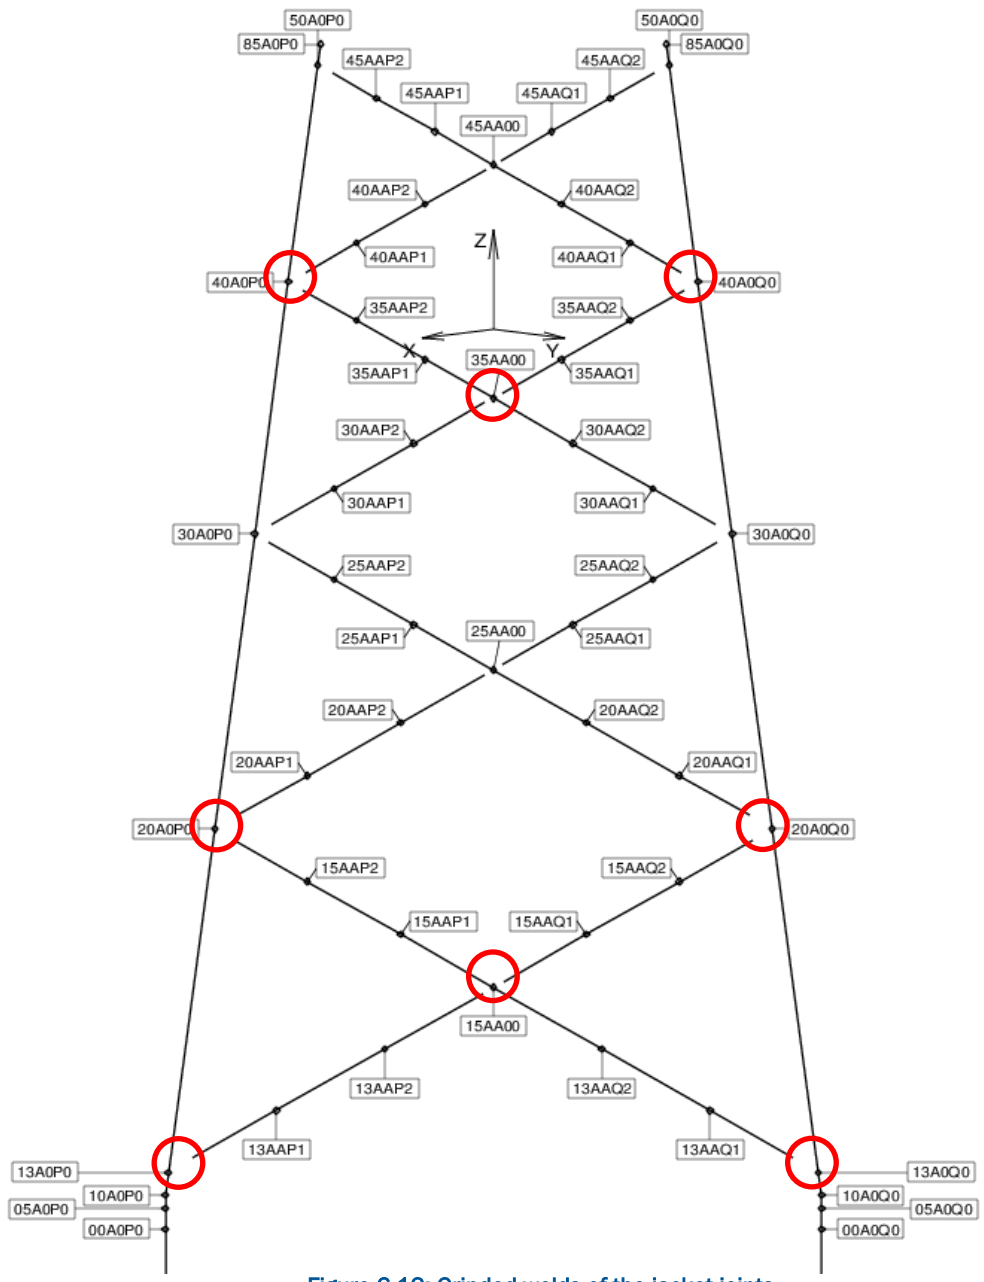 50A0P0 50A0Q0
85A0P0 85A0Q0
45AAP2 45AAQ2
45AAP1 45AAQ1
45AA00
40AAP2 40AAQ2
Z
40AAP1 40AAQ1
40A0P0 40A0Q0
35AAP2 35AAQ2
X Y
35AA00
35AAP1 35AAQ1
30AAP2 30AAQ2
30AAP1 30AAQ1
30A0P0 30A0Q0
25AAP2 25AAQ2
25AA00
25AAP1 25AAQ1
20AAP2 20AAQ2
20AAP1 20AAQ1
20A0P0 20A0Q0
15AAP2 15AAQ2
15AAP1 15AAQ1
15AA00
13AAP2 13AAQ2
13AAP1 13AAQ1
13A0P0 13A0Q0
10A0P0 10A0Q0
05A0P0 05A0Q0
00A0P0 00A0Q0